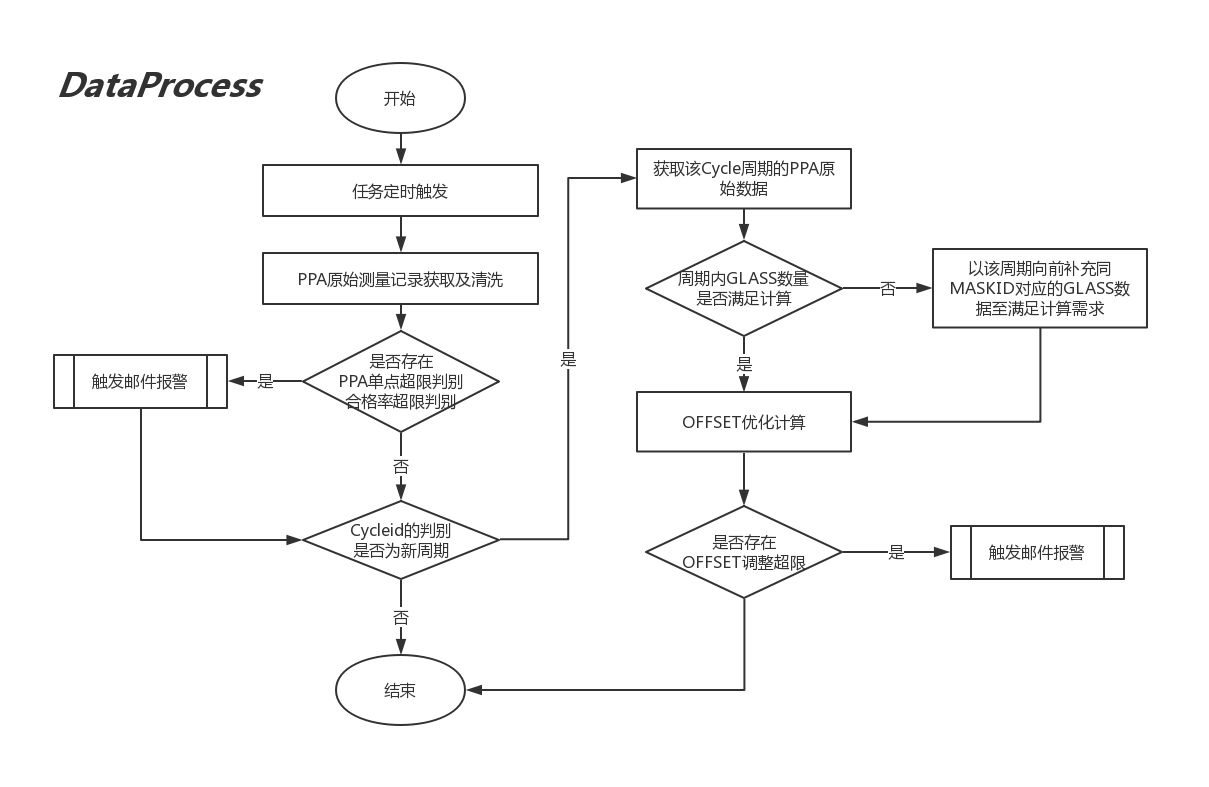 DataProcess
开始
任务定时触发
PPA原始测量记录获取及清洗
是否存在
PPA单点超限判别
合格率超限判别
是
触发邮件报警
否
Cycleid的判别
是否为新周期
是
否
结束
获取该Cycle周期的PPA原
始数据
周期内GLASS数量
是否满足计算
否
以该周期向前补充同
MASKID对应的GLASS数
据至满足计算需求
是
OFFSET优化计算
是否存在
OFFSET调整超限
是
触发邮件报警